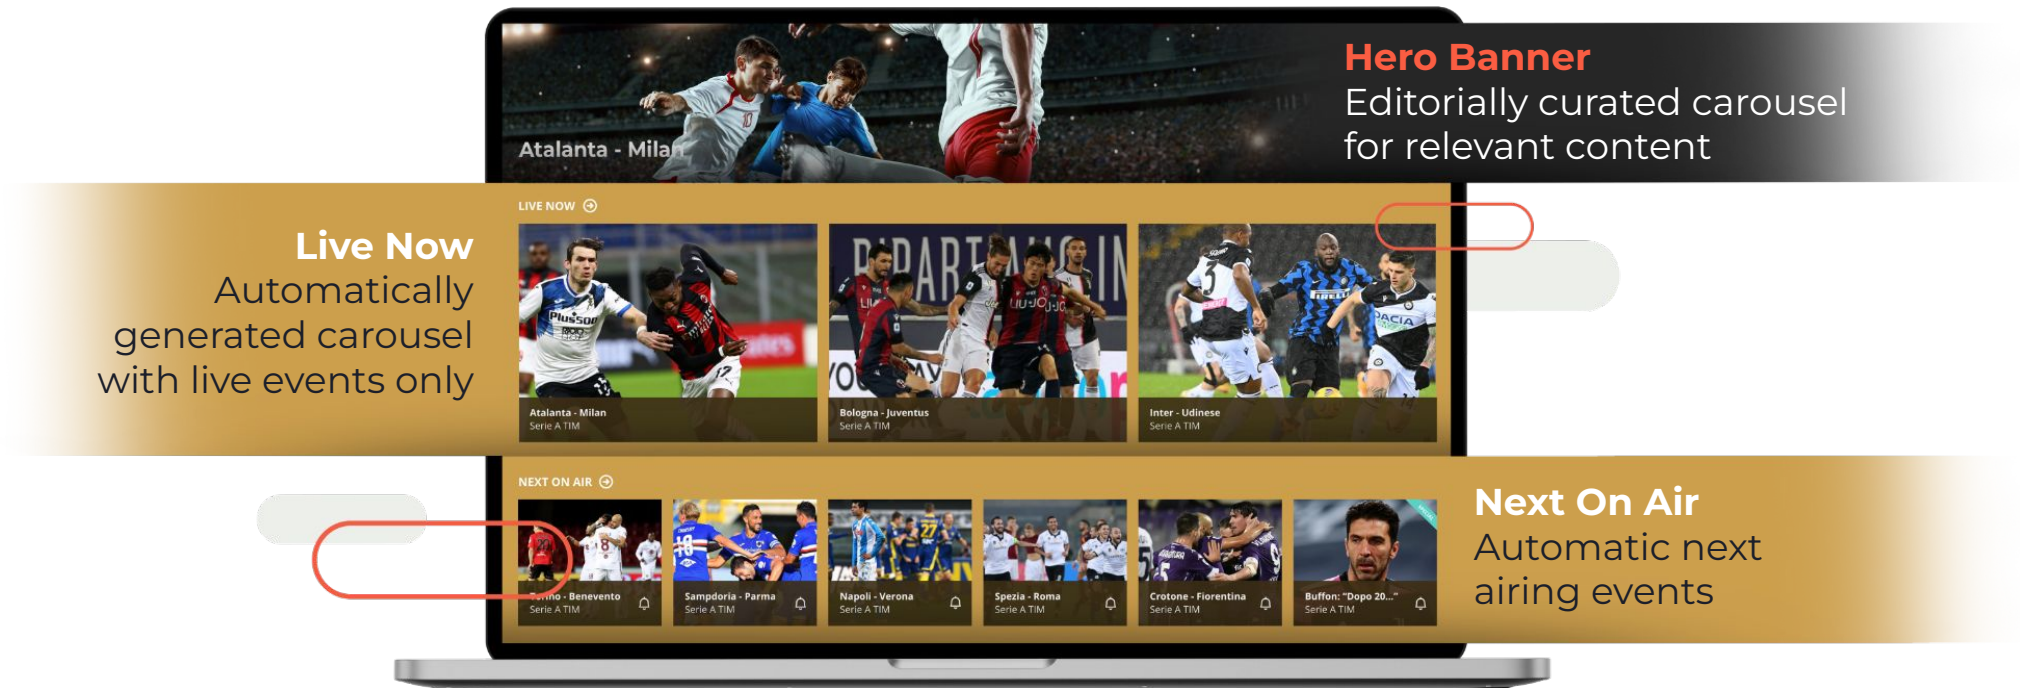 Hero Banner
Editorially curated carousel
for relevant content
Atalanta - Milan
LIVE NOW
Live Now
Automatically
generated carousel
with live events only
Atalanta - Milan
Serie A TIM
Bologna - Juventus
Serie A TIM
Inter - Udinese
Serie A TIM
NEXT ON AIR
Torino - Benevento
Serie A TIM
Sampdoria - Parma
Serie A TIM
Napoli - Verona
Serie A TIM
Spezia - Roma
Serie A TIM
Crotone - Fiorentina
Serie A TIM
Buffon: "Dopo 20..."
Serie A TIM
Next On Air
Automatic next
airing events